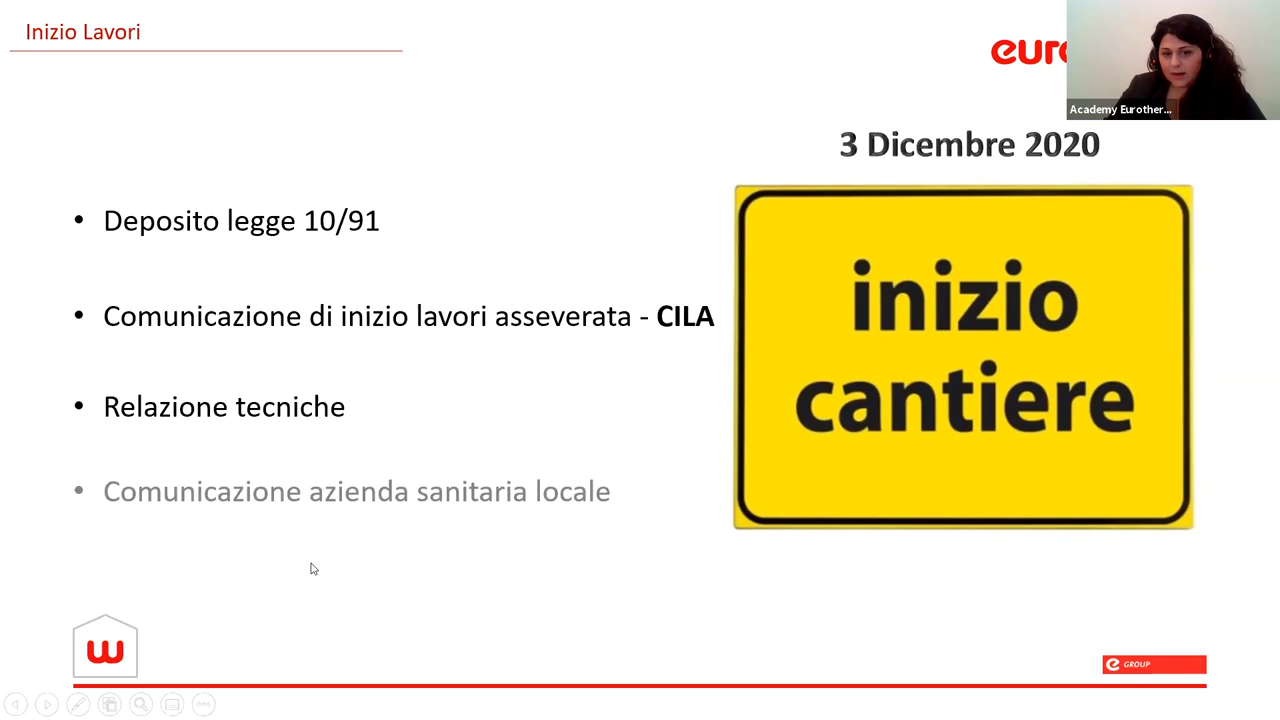 Inizio Lavori
Academy Eurother...
3 Dicembre 2020
• Deposito legge 10/91
• Comunicazione di inizio lavori asseverata - CILA
• Relazione tecniche
• Comunicazione azienda sanitaria locale
inizio
cantiere
e GROUP